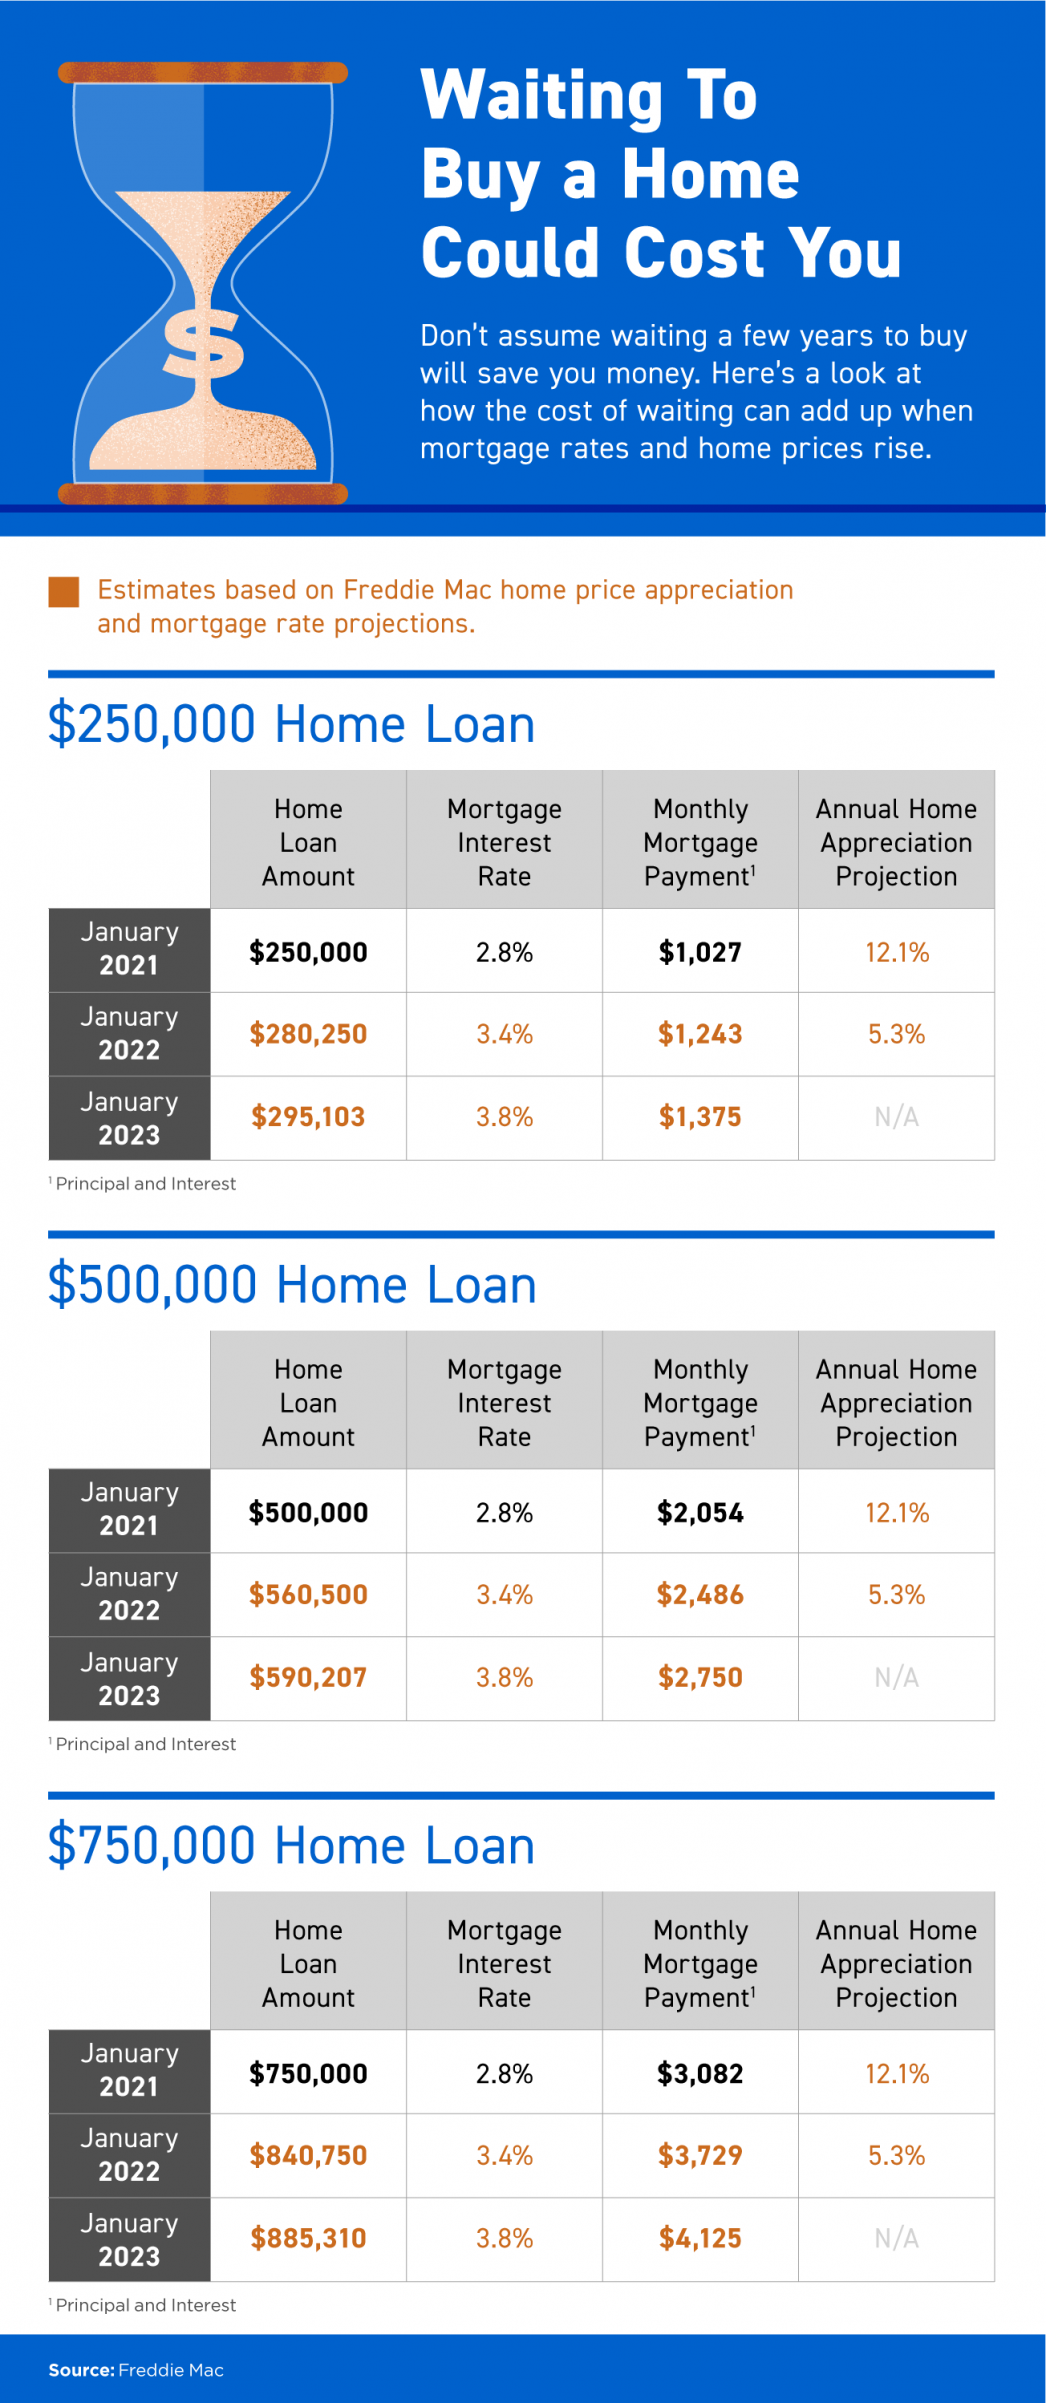 Waiting To
Buy a Home
Could Cost You
Don't assume waiting a few years to buy
will save you money. Here's a look at
how the cost of waiting can add up when
mortgage rates and home prices rise.
$
Estimates based on Freddie Mac home price appreciation
and mortgage rate projections.
$250,000 Home Loan
Home Loan Amount Mortgage Interest Rate Monthly Mortgage Payment¹ Annual Home Appreciation Projection
January 2021 $250,000 2.8% $1,027 12.1%
January 2022 $280,250 3.4% $1,243 5.3%
January 2023 $295,103 3.8% $1,375 N/A
¹ Principal and Interest
$500,000 Home Loan
Home Loan Amount Mortgage Interest Rate Monthly Mortgage Payment¹ Annual Home Appreciation Projection
January 2021 $500,000 2.8% $2,054 12.1%
January 2022 $560,500 3.4% $2,486 5.3%
January 2023 $590,207 3.8% $2,750 N/A
¹ Principal and Interest
$750,000 Home Loan
Home Loan Amount Mortgage Interest Rate Monthly Mortgage Payment¹ Annual Home Appreciation Projection
January 2021 $750,000 2.8% $3,082 12.1%
January 2022 $840,750 3.4% $3,729 5.3%
January 2023 $885,310 3.8% $4,125 N/A
¹ Principal and Interest
Source: Freddie Mac